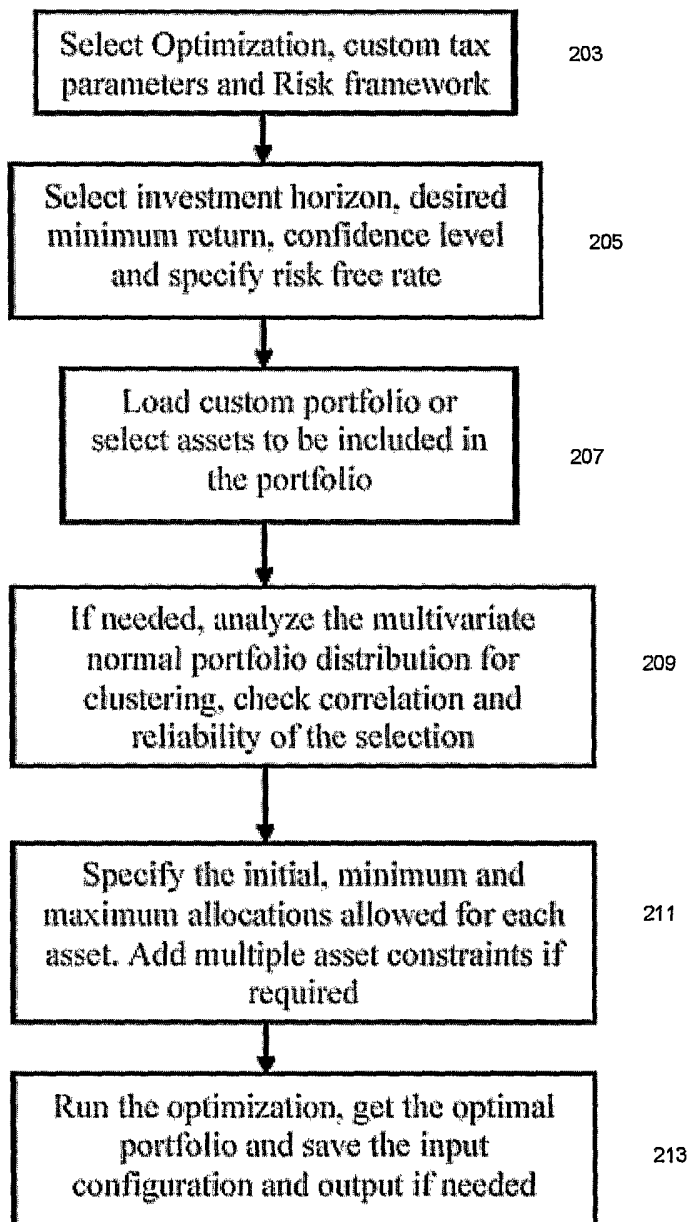 Select Optimization, custom tax
parameters and Risk framework
203
Select investment horizon, desired
minimum return, confidence level
and specify risk free rate
205
Load custom portfolio or
select assets to be included in
the portfolio
207
If needed, analyze the multivariate
normal portfolio distribution for
clustering, check correlation and
reliability of the selection
209
Specify the initial, minimum and
maximum allocations allowed for each
asset. Add multiple asset constraints if
required
211
Run the optimization, get the optimal
portfolio and save the input
configuration and output if needed
213